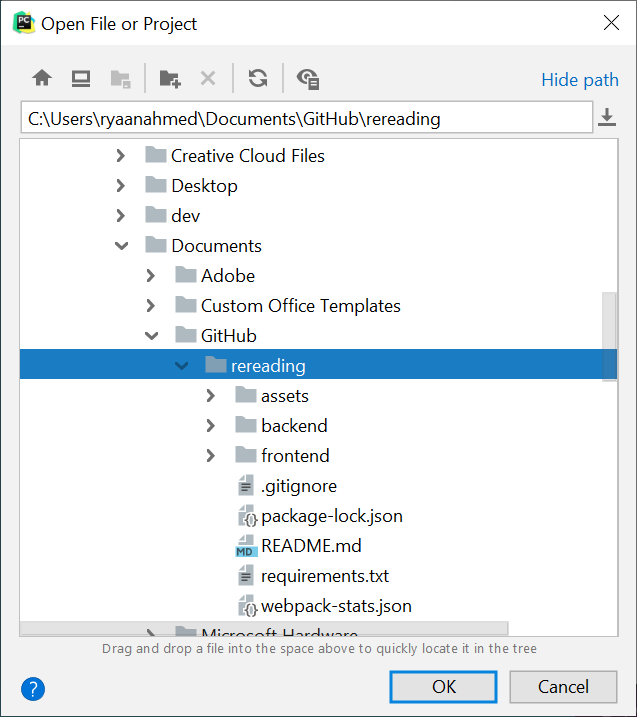 PC
Open File or Project
Hide path
C:\Users\ryaanahmed\Documents\GitHub\rereading
Creative Cloud Files
Desktop
dev
Documents
Adobe
Custom Office Templates
GitHub
rereading
assets
backend
frontend
.gitignore
package-lock.json
MD README.md
requirements.txt
webpack-stats.json
Microsoft Hardware
Drag and drop a file into the space above to quickly locate it in the tree
? OK Cancel